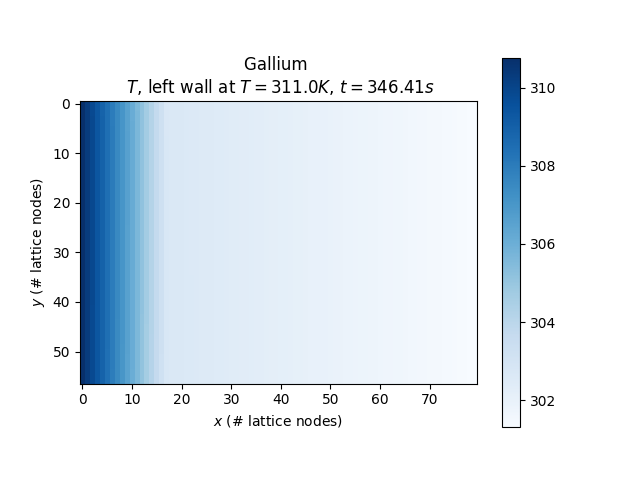 Gallium
T, left wall at T = 311.0K, t = 346.41s
310
308
306
304
302
0
10
20
30
40
50
y (# lattice nodes)
0 10 20 30 40 50 60 70
x (# lattice nodes)